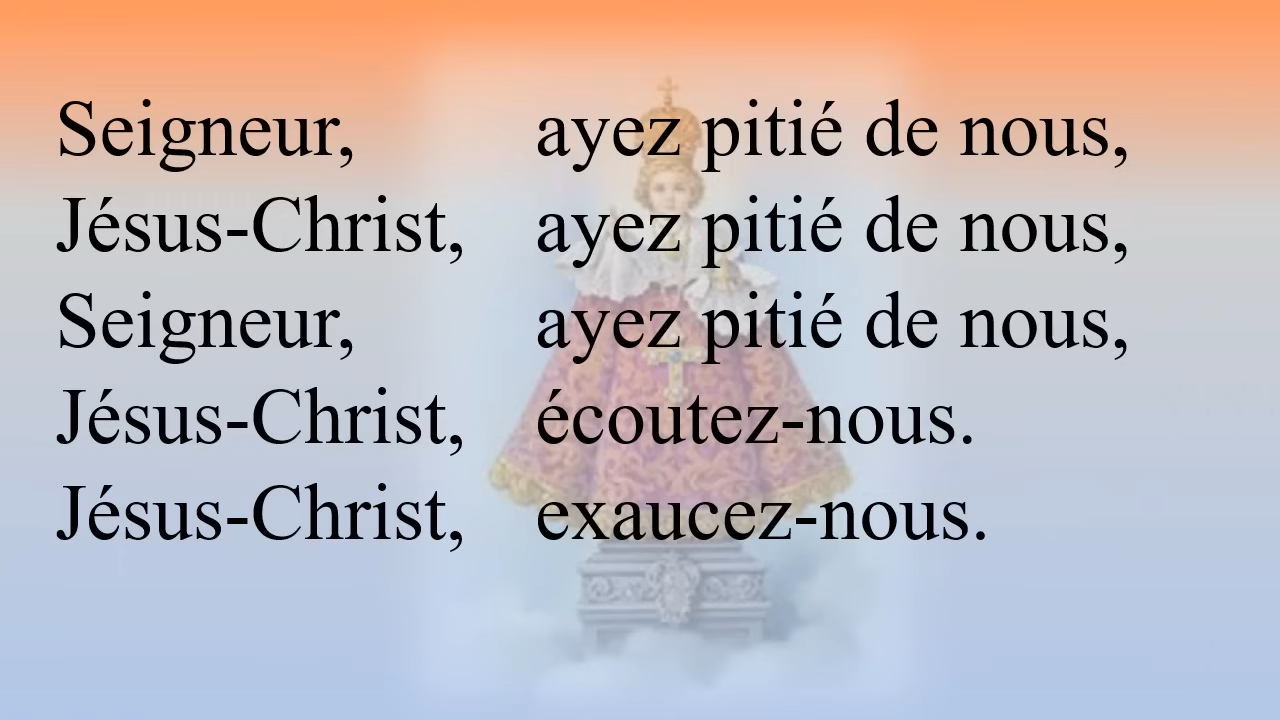 Seigneur, ayez pitié de nous,
Jésus-Christ, ayez pitié de nous,
Seigneur, ayez pitié de nous,
Jésus-Christ, écoutez-nous.
Jésus-Christ, exaucez-nous.